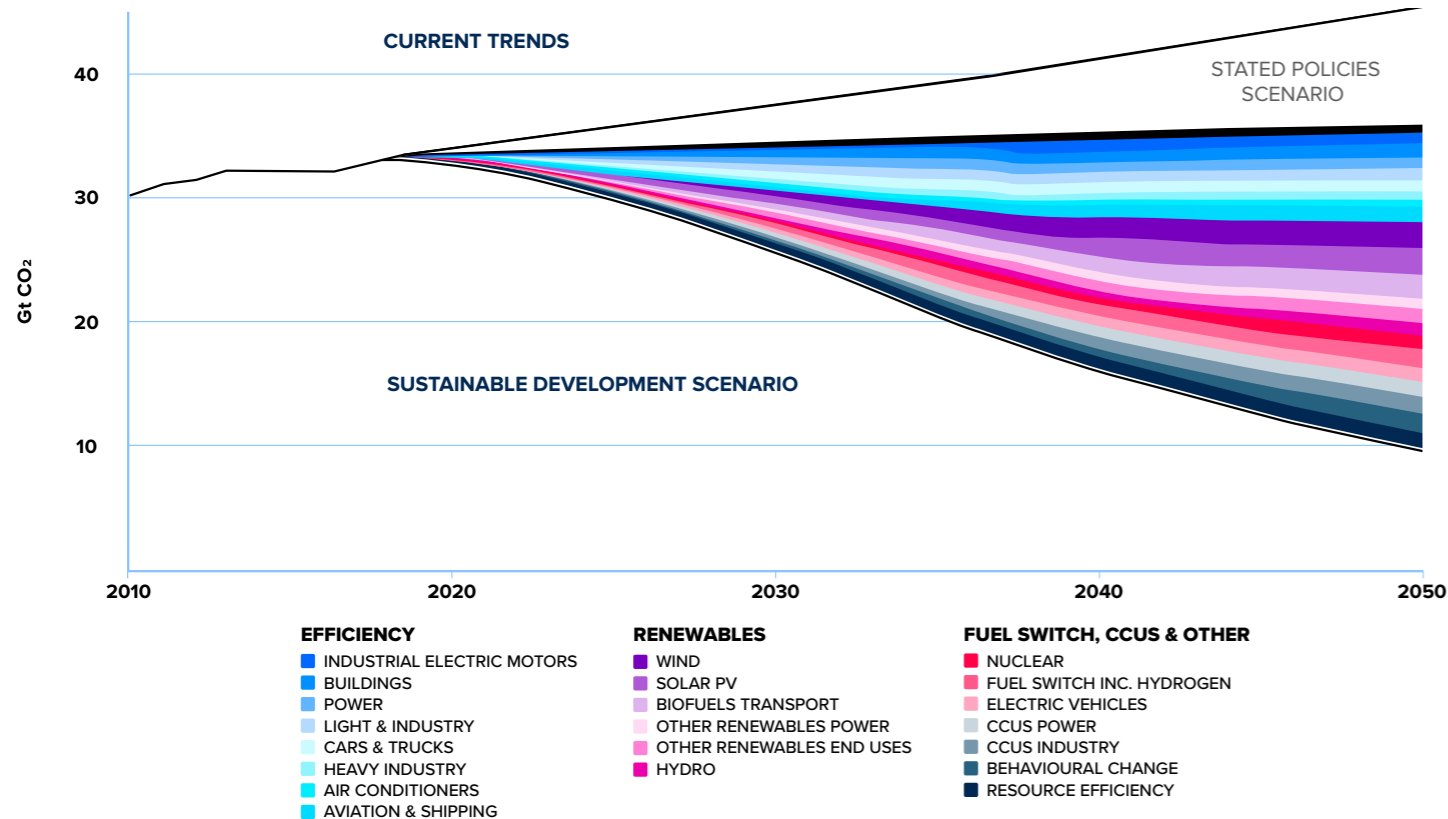 CURRENT TRENDS
40
STATED POLICIES
SCENARIO
30
Gt CO₂
20
SUSTAINABLE DEVELOPMENT SCENARIO
10
2010
2020
2030
2040
2050
EFFICIENCY
INDUSTRIAL ELECTRIC MOTORS
BUILDINGS
POWER
LIGHT & INDUSTRY
CARS & TRUCKS
HEAVY INDUSTRY
AIR CONDITIONERS
AVIATION & SHIPPING
RENEWABLES
WIND
SOLAR PV
BIOFUELS TRANSPORT
OTHER RENEWABLES POWER
OTHER RENEWABLES END USES
HYDRO
FUEL SWITCH, CCUS & OTHER
NUCLEAR
FUEL SWITCH INC. HYDROGEN
ELECTRIC VEHICLES
CCUS POWER
CCUS INDUSTRY
BEHAVIOURAL CHANGE
RESOURCE EFFICIENCY